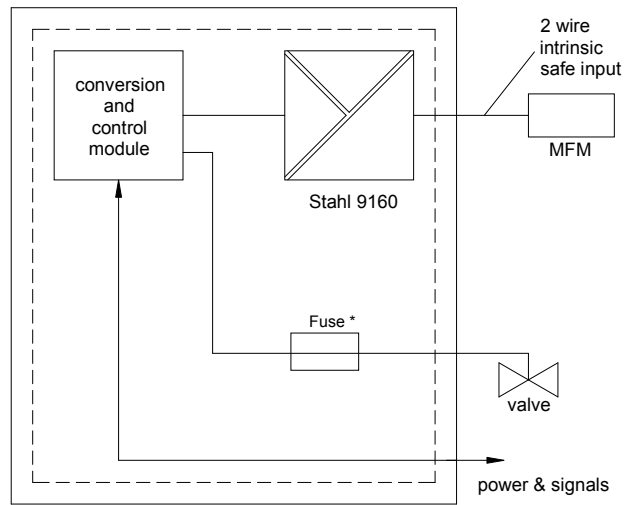 2 wire
intrinsic
safe input
conversion
and
control
module
MFM
Stahl 9160
Fuse *
valve
power & signals